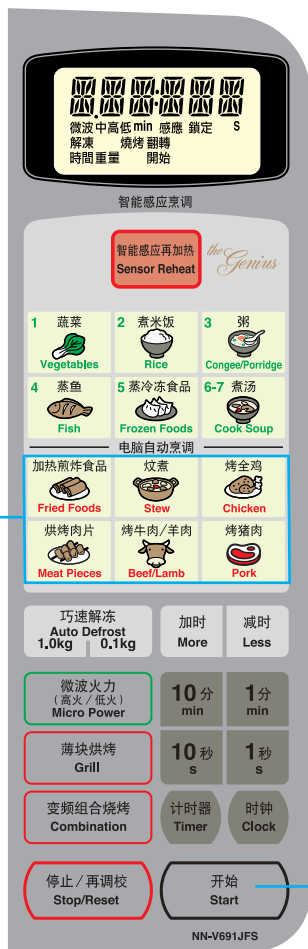 微波 中高低 min 感應 鎖定 S
解凍 燒烤 翻轉
時間 重量 開始
智能感应烹调
智能感应再加热
Sensor Reheat
the Genius
1 蔬菜
Vegetables
2 煮米饭
Rice
3 粥
Congee/Porridge
4 蒸鱼
Fish
5 蒸冷冻食品
Frozen Foods
6-7 煮汤
Cook Soup
电脑自动烹调
加热煎炸食品
Fried Foods
炆煮
Stew
烤全鸡
Chicken
烘烤肉片
Meat Pieces
烤牛肉/羊肉
Beef/Lamb
烤猪肉
Pork
巧速解冻
Auto Defrost
1.0kg 0.1kg
加时
More
减时
Less
微波火力
(高火/低火)
Micro Power
10分
min
1分
min
薄块烘烤
Grill
10秒
s
1秒
s
变频组合烧烤
Combination
计时器
Timer
时钟
Clock
停止/再调校
Stop/Reset
开始
Start
NN-V691JFS